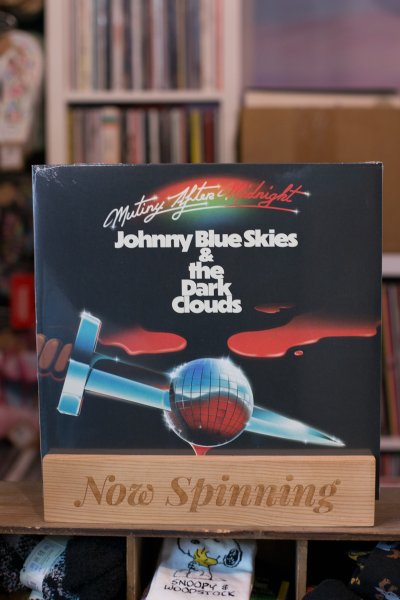 Mutiny After Midnight
Johnny Blue Skies
&
the
Dark
Clouds
Now Spinning
SNOOPY &
WOODSTOCK